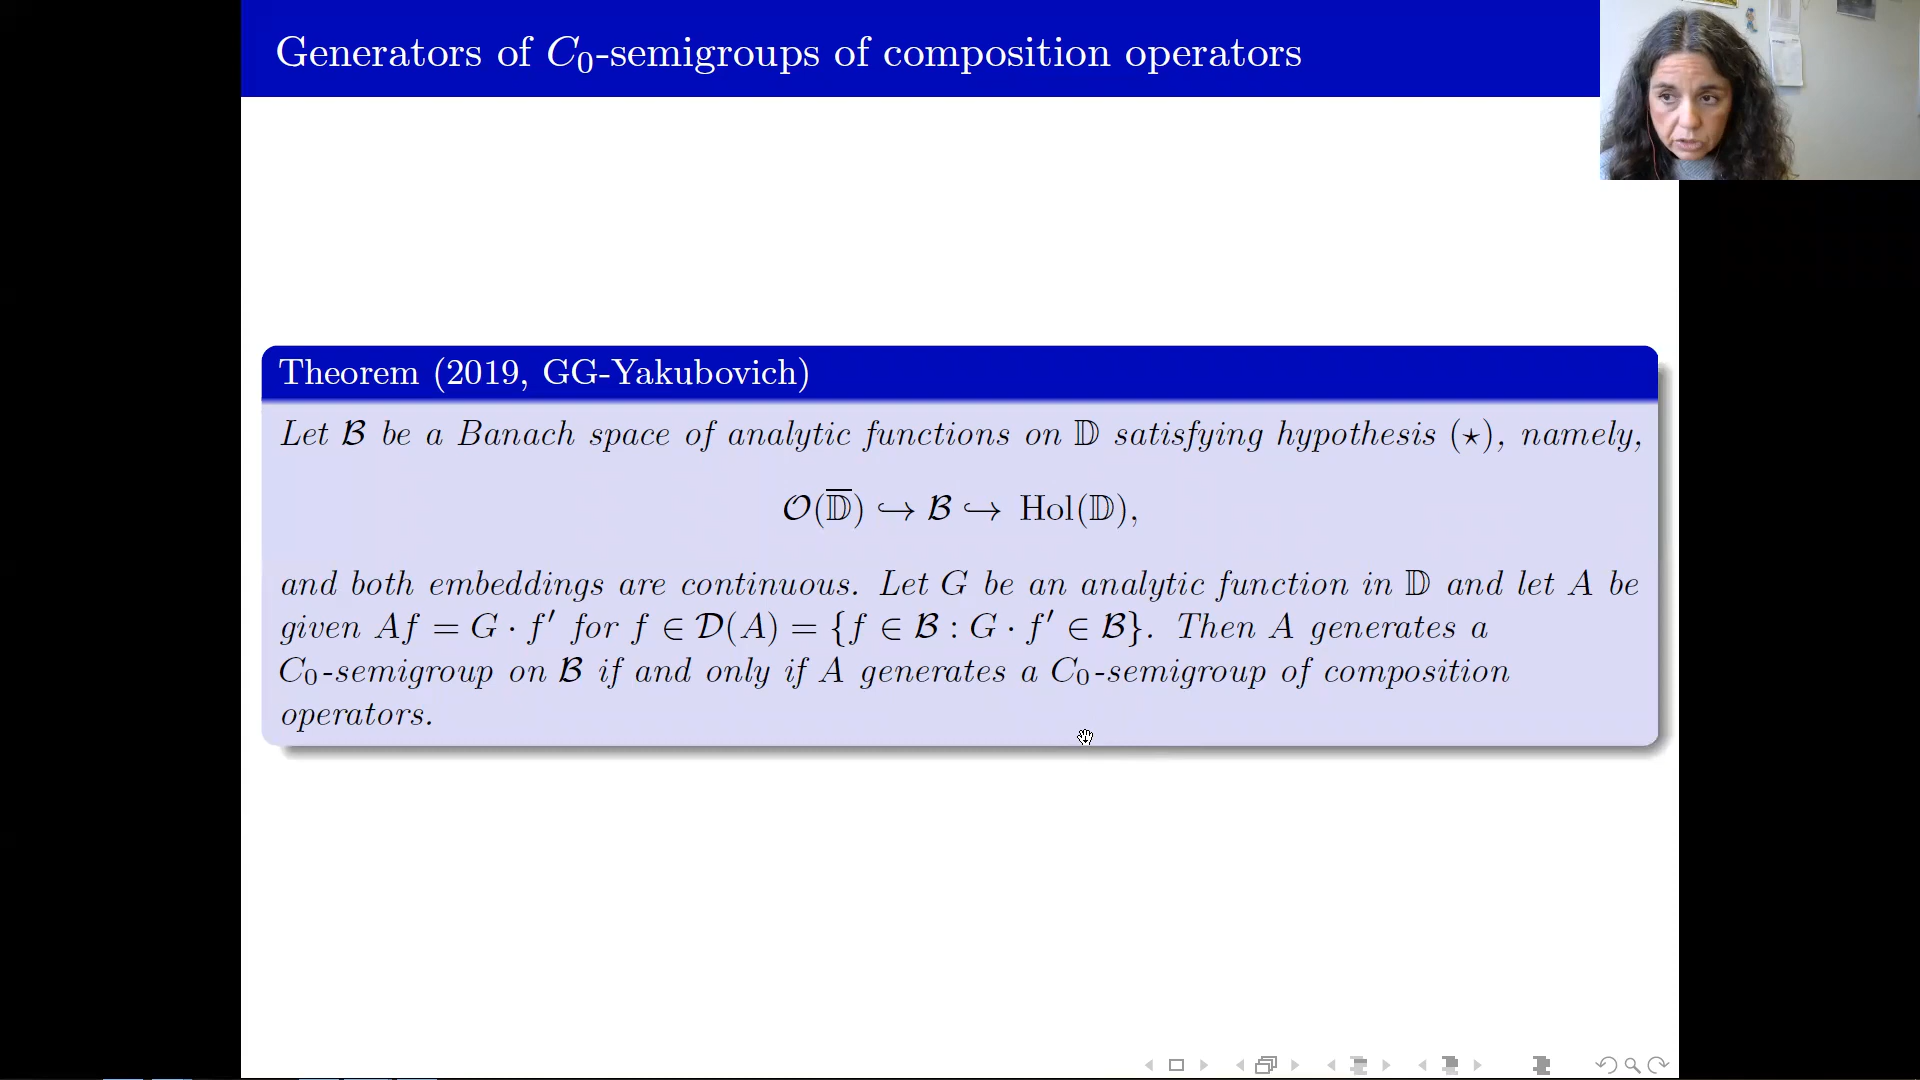 Generators of C₀-semigroups of composition operators
Theorem (2019, GG-Yakubovich)
Let ℬ be a Banach space of analytic functions on 𝔻 satisfying hypothesis (⋆), namely,
𝒪(𝔻̅) ↪ ℬ ↪ Hol(𝔻),
and both embeddings are continuous. Let G be an analytic function in 𝔻 and let A be
given Af = G · f′ for f ∈ 𝒟(A) = {f ∈ ℬ : G · f′ ∈ ℬ}. Then A generates a
C₀-semigroup on ℬ if and only if A generates a C₀-semigroup of composition
operators.